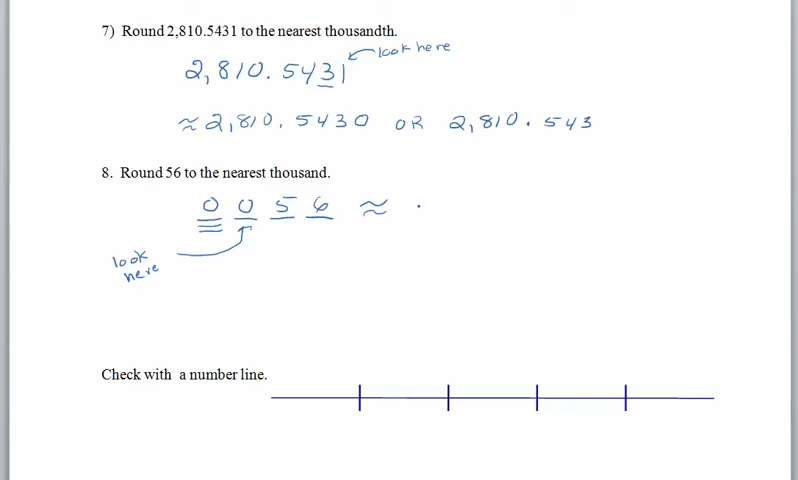 7) Round 2,810.5431 to the nearest thousandth.
2,810.5431 look here
≈ 2,810.5430 OR 2,810.543
8. Round 56 to the nearest thousand.
0 0 5 6 ≈
look
here
Check with a number line.